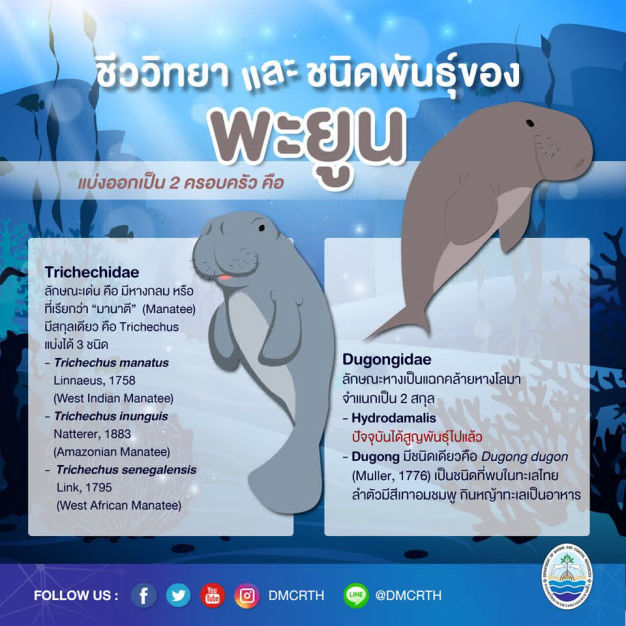 ชีววิทยา และ ชนิดพันธุ์ของ
พะยูน
แบ่งออกเป็น 2 ครอบครัว คือ
Trichechidae
ลักษณะเด่น คือ มีหางกลม หรือ
ที่เรียกว่า “มานาตี” (Manatee)
มีสกุลเดียว คือ Trichechus
แบ่งได้ 3 ชนิด
- Trichechus manatus
Linnaeus, 1758
(West Indian Manatee)
- Trichechus inunguis
Natterer, 1883
(Amazonian Manatee)
- Trichechus senegalensis
Link, 1795
(West African Manatee)
Dugongidae
ลักษณะหางเป็นแฉกคล้ายหางโลมา
จำแนกเป็น 2 สกุล
- Hydrodamalis
ปัจจุบันได้สูญพันธุ์ไปแล้ว
- Dugong มีชนิดเดียวคือ Dugong dugon
(Muller, 1776) เป็นชนิดที่พบในทะเลไทย
ลำตัวมีสีเทาอมชมพู กินหญ้าทะเลเป็นอาหาร
FOLLOW US : You Tube DMCRTH LINE @DMCRTH
DEPARTMENT OF MARINE AND COASTAL RESOURCES